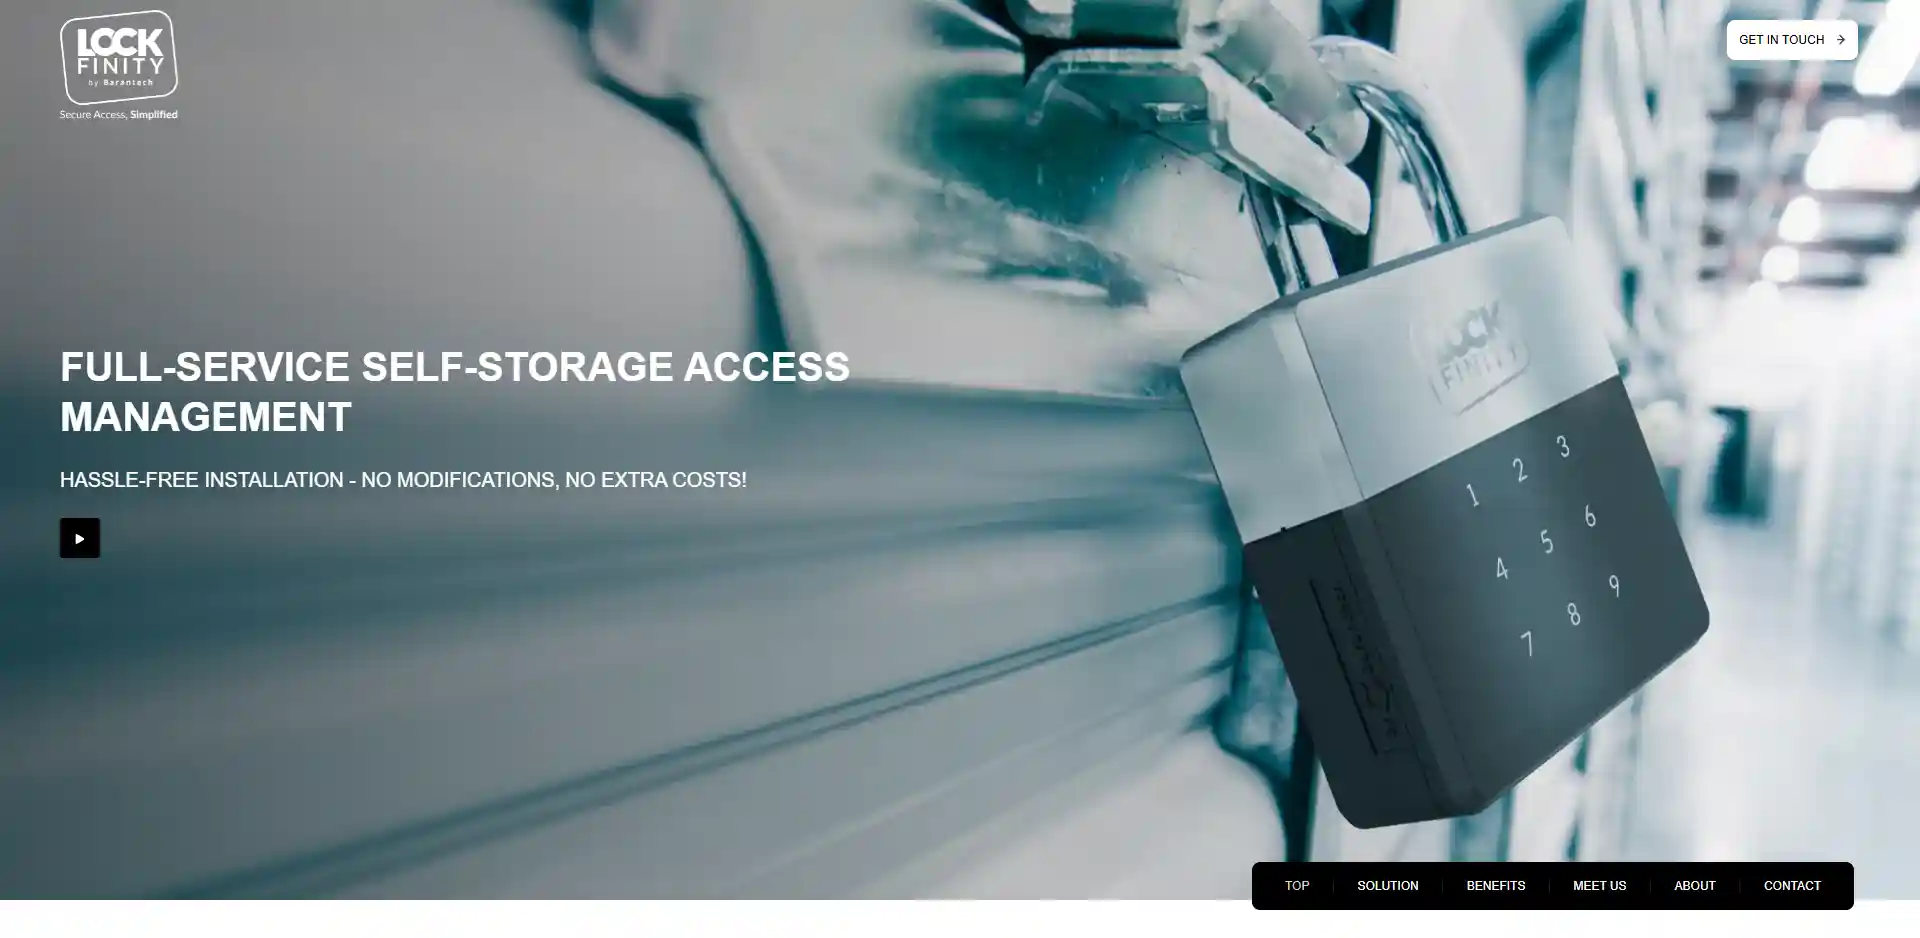 LOCK
FINITY
by Barantech
Secure Access, Simplified
GET IN TOUCH
FULL-SERVICE SELF-STORAGE ACCESS
MANAGEMENT
HASSLE-FREE INSTALLATION - NO MODIFICATIONS, NO EXTRA COSTS!
LOCK
FINITY
1 2 3
4 5 6
7 8 9
TOP SOLUTION BENEFITS MEET US ABOUT CONTACT